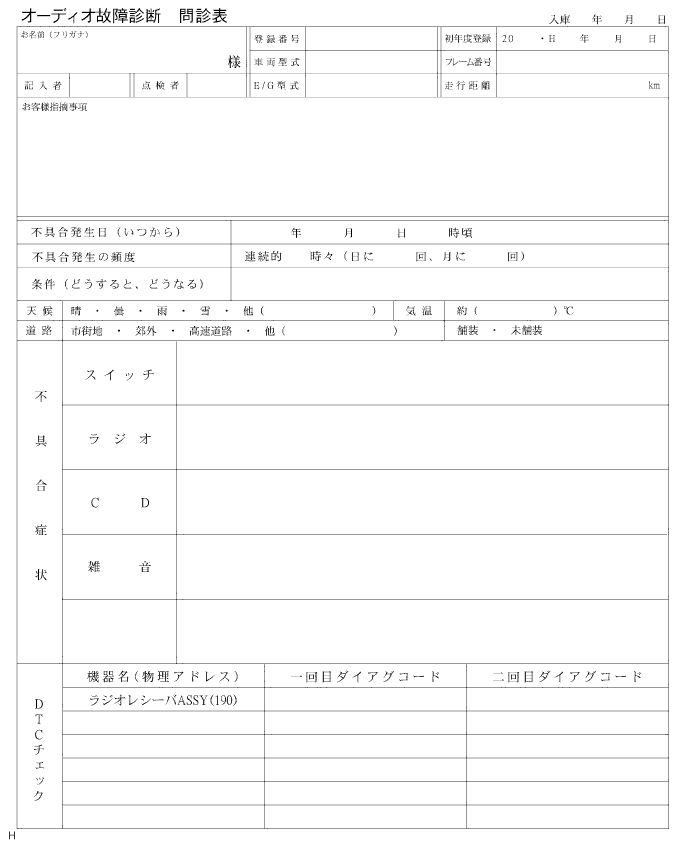 オーディオ故障診断　問診表
入庫　年　月　日
お名前（フリガナ）
様
登録番号
初年度登録　20　・H　年　月　日
車両型式
フレーム番号
記入者
点検者
E/G型式
走行距離　km
お客様指摘事項
不具合発生日（いつから）　年　月　日　時頃
不具合発生の頻度　連続的　時々（日に　回、月に　回）
条件（どうすると、どうなる）
天候　晴・曇・雨・雪・他（　）　気温　約（　）℃
道路　市街地・郊外・高速道路・他（　）　舗装・未舗装
不具合症状
スイッチ
ラジオ
CD
雑音
DTCチェック
機器名（物理アドレス）　一回目ダイアグコード　二回目ダイアグコード
ラジオレシーバASSY(190)
H